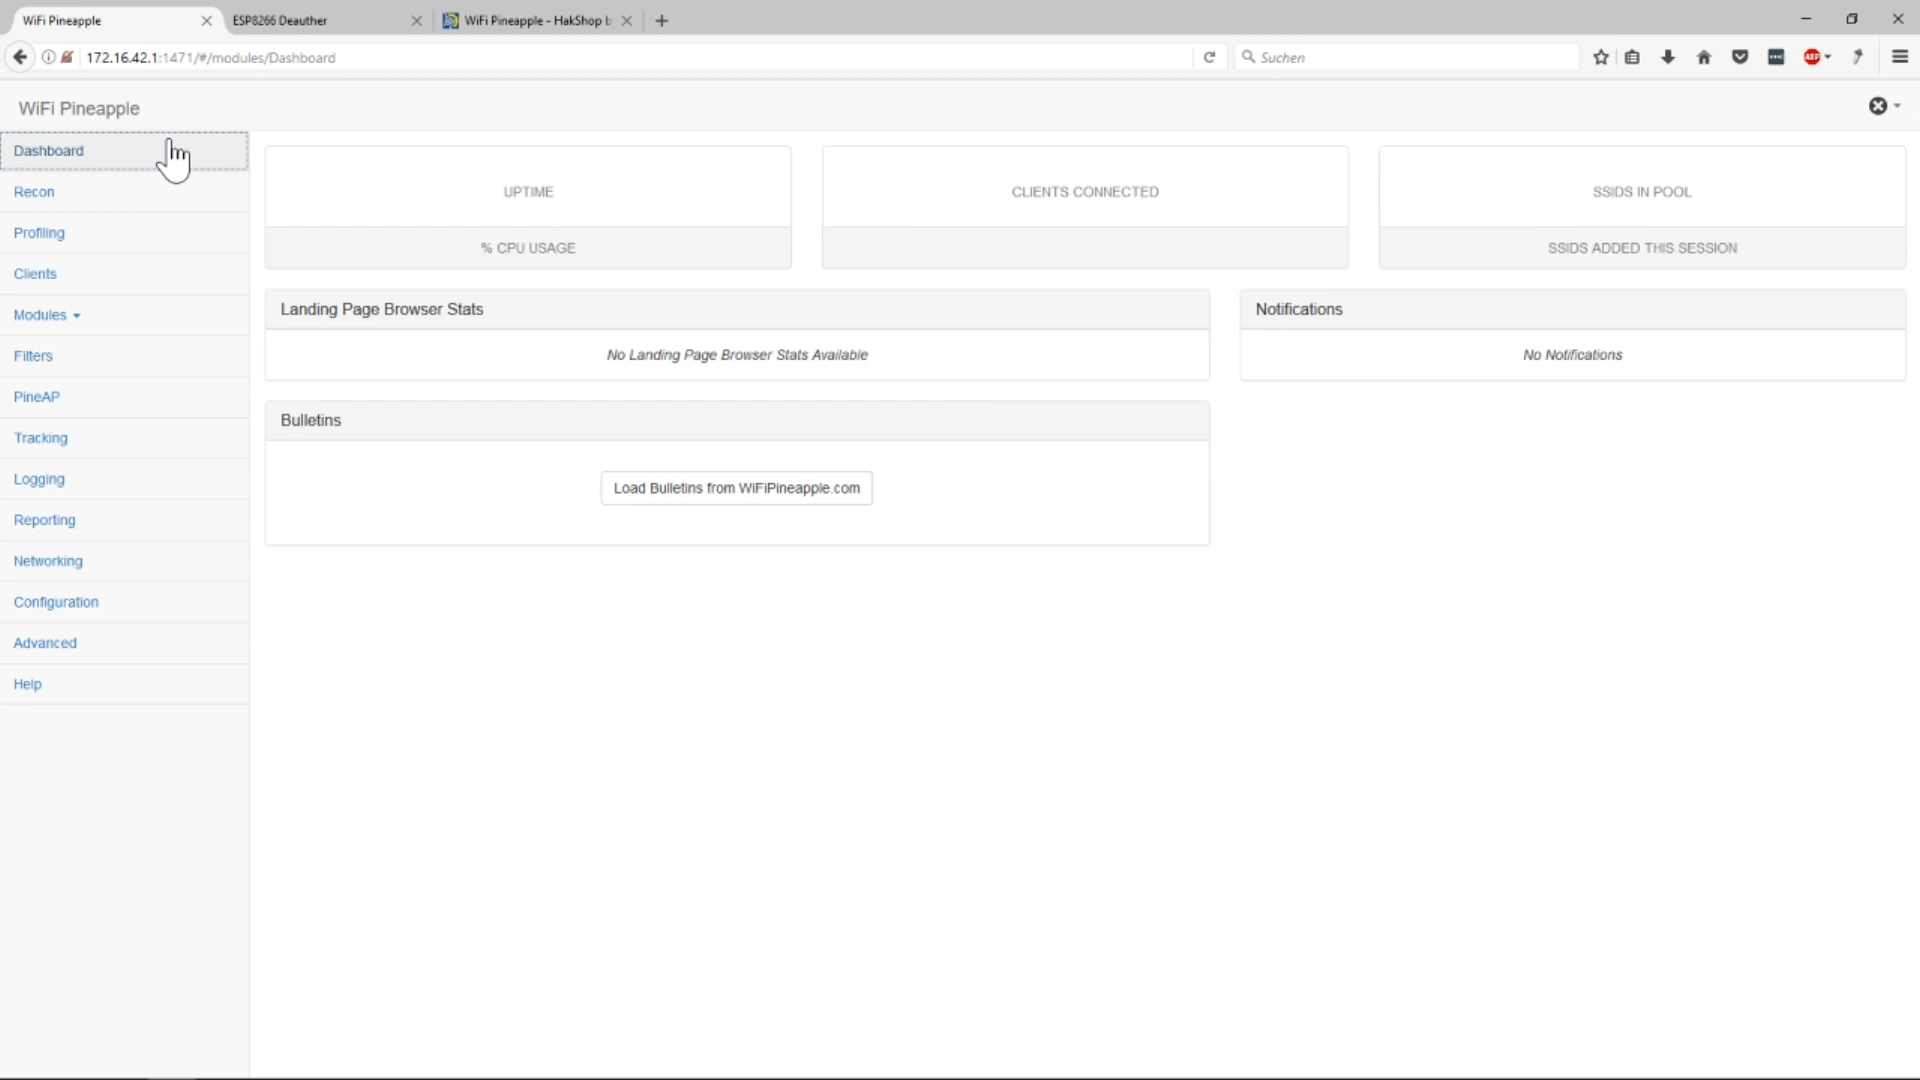 WiFi Pineapple
ESP8266 Deauther
WiFi Pineapple - HakShop b
172.16.42.1:1471/#/modules/Dashboard
Suchen
ABP
WiFi Pineapple
Dashboard
Recon
Profiling
Clients
Modules
Filters
PineAP
Tracking
Logging
Reporting
Networking
Configuration
Advanced
Help
UPTIME
% CPU USAGE
CLIENTS CONNECTED
SSIDS IN POOL
SSIDS ADDED THIS SESSION
Landing Page Browser Stats
No Landing Page Browser Stats Available
Notifications
No Notifications
Bulletins
Load Bulletins from WiFiPineapple.com